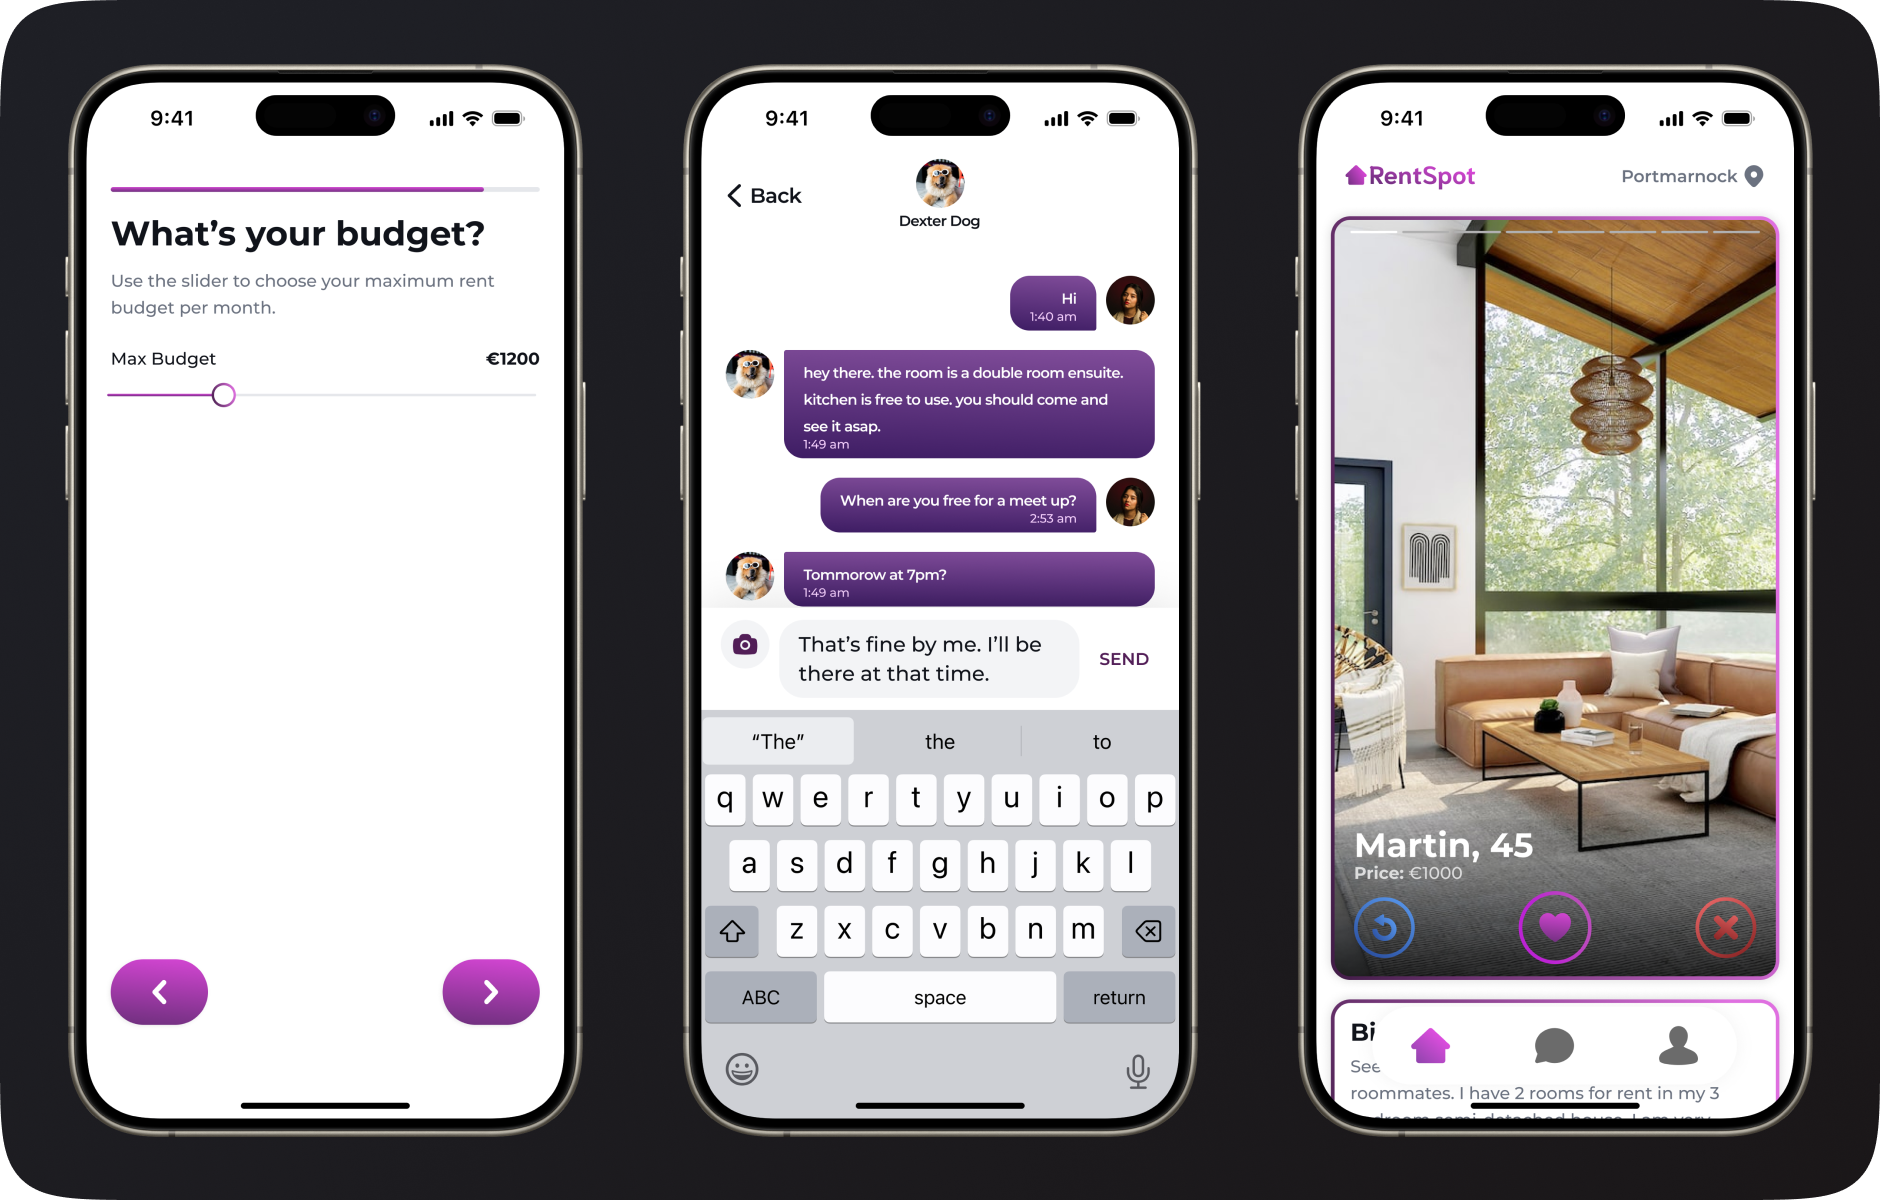 9:41
What's your budget?
Use the slider to choose your maximum rent
budget per month.
Max Budget
€1200
9:41
Back
Dexter Dog
Hi
1:40 am
hey there. the room is a double room ensuite.
kitchen is free to use. you should come and
see it asap.
1:49 am
When are you free for a meet up?
2:53 am
Tommorow at 7pm?
1:49 am
That's fine by me. I'll be
there at that time.
SEND
“The”
the
to
q w e r t y u i o p
a s d f g h j k l
z x c v b n m
ABC
space
return
9:41
RentSpot
Portmarnock
Martin, 45
Price: €1000
Bi
See
roommates. I have 2 rooms for rent in my 3
semi-detached house. I am very